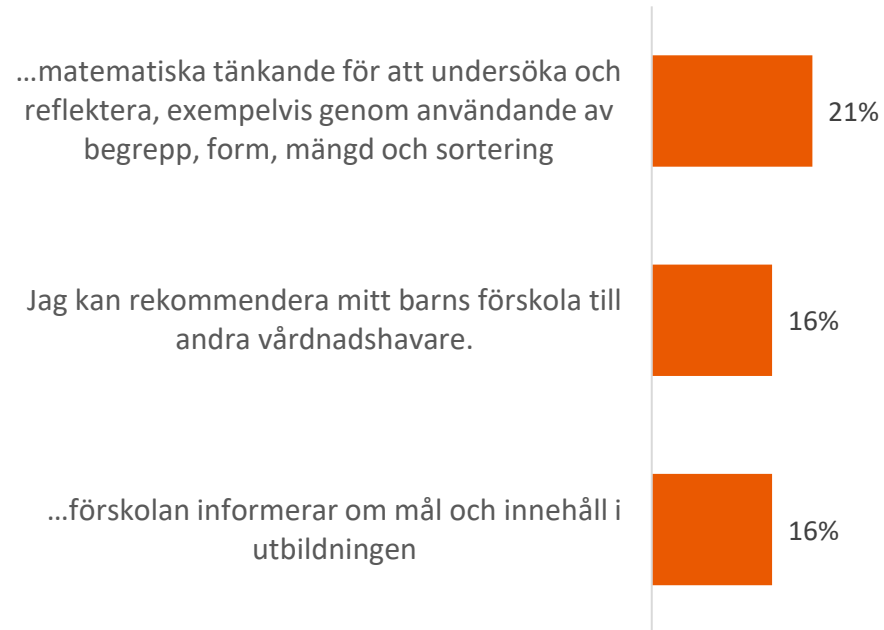 ...matematiska tänkande för att undersöka och
reflektera, exempelvis genom användande av
begrepp, form, mängd och sortering
21%
Jag kan rekommendera mitt barns förskola till
andra vårdnadshavare.
16%
...förskolan informerar om mål och innehåll i
utbildningen
16%